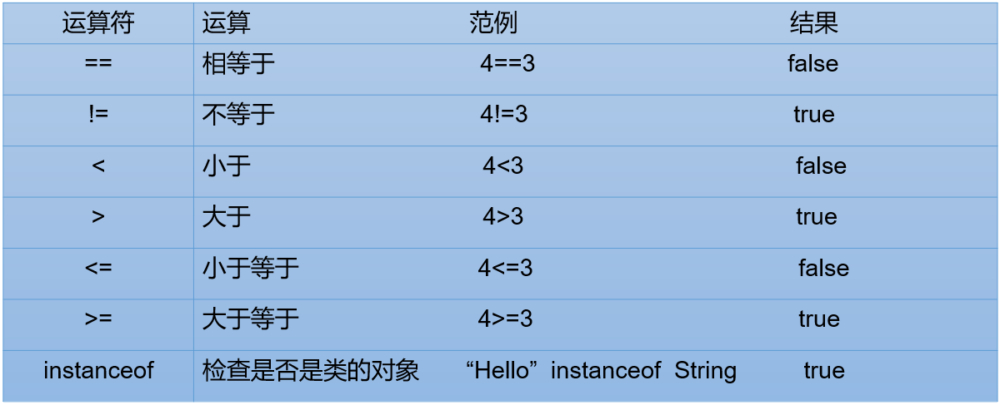 运算符 运算 范例 结果
== 相等于 4==3 false
!= 不等于 4!=3 true
< 小于 4<3 false
> 大于 4>3 true
<= 小于等于 4<=3 false
>= 大于等于 4>=3 true
instanceof 检查是否是类的对象 “Hello” instanceof String true